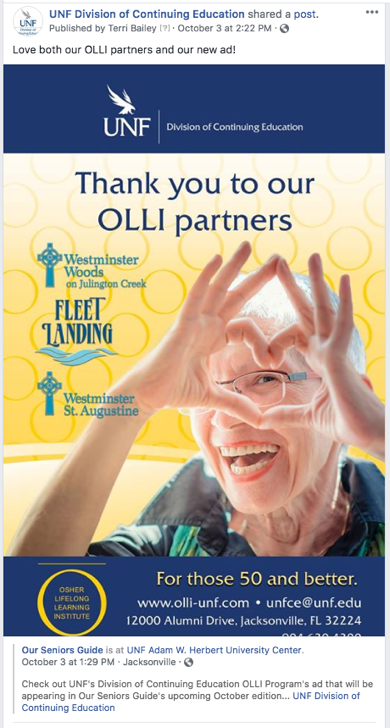 UNF Division of Continuing Education shared a post.
Published by Terri Bailey [?] · October 3 at 2:22 PM ·
Love both our OLLI partners and our new ad!
UNF Division of Continuing Education
Thank you to our
OLLI partners
Westminster
Woods
on Julington Creek
FLEET
LANDING
Westminster
St. Augustine
OSHER
LIFELONG
LEARNING
INSTITUTE
For those 50 and better.
www.olli-unf.com • unfce@unf.edu
12000 Alumni Drive, Jacksonville, FL 32224
Our Seniors Guide is at UNF Adam W. Herbert University Center.
October 3 at 1:29 PM · Jacksonville ·
Check out UNF's Division of Continuing Education OLLI Program's ad that will be
appearing in Our Seniors Guide's upcoming October edition... UNF Division of
Continuing Education